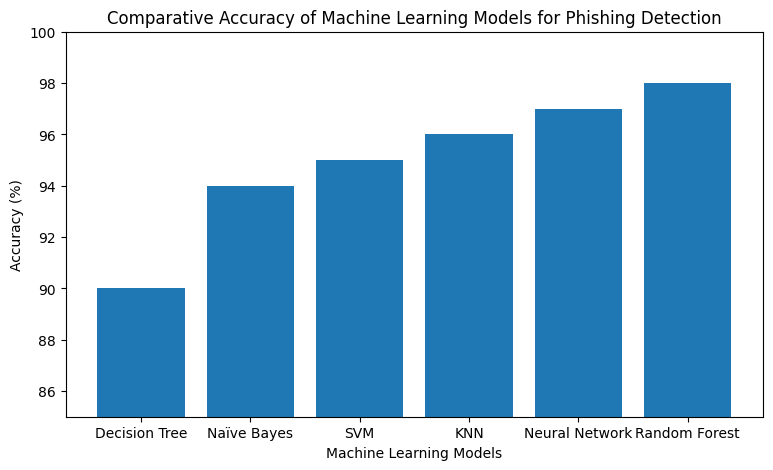 Comparative Accuracy of Machine Learning Models for Phishing Detection
100
98
96
94
92
90
88
86
Accuracy (%)
Decision Tree Naïve Bayes SVM KNN Neural Network Random Forest
Machine Learning Models